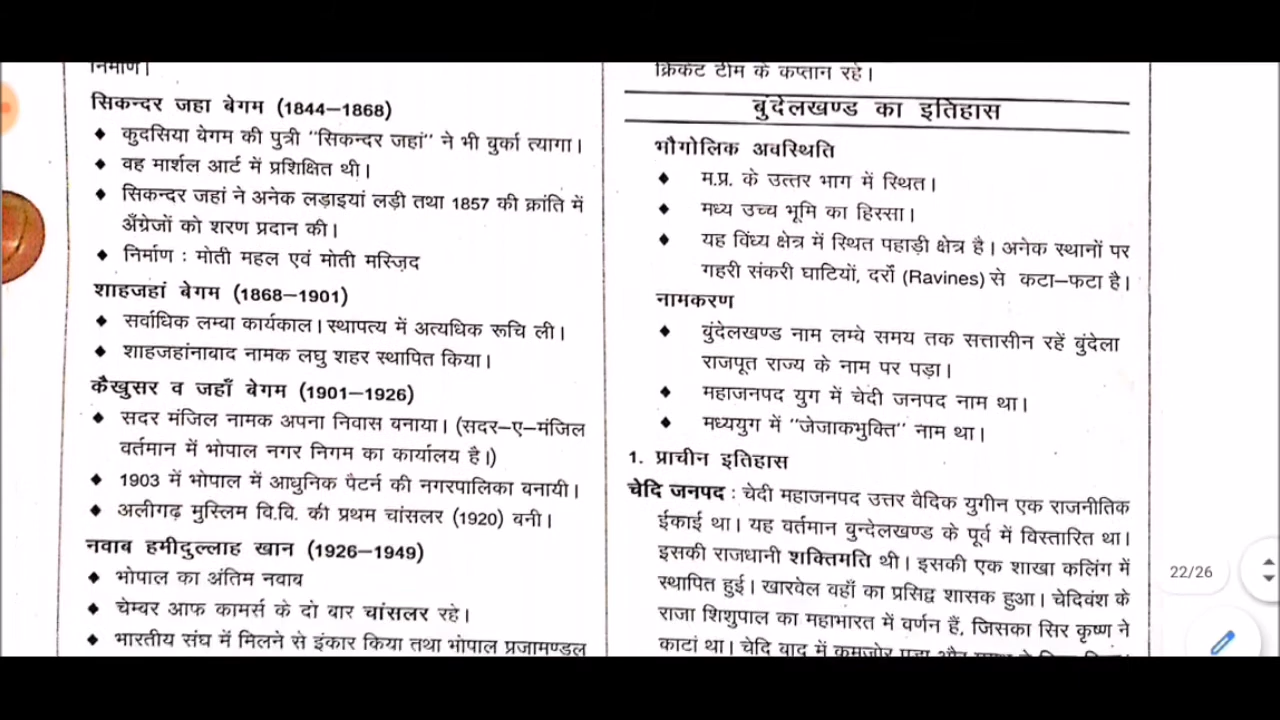 निर्माण।
सिकन्दर जहा बेगम (1844–1868)
♦ कुदसिया वेगम की पुत्री "सिकन्दर जहां" ने भी बुर्का त्यागा।
♦ वह मार्शल आर्ट में प्रशिक्षित थी।
♦ सिकन्दर जहां ने अनेक लड़ाइयां लड़ी तथा 1857 की क्रांति में
अँग्रेजों को शरण प्रदान की।
♦ निर्माण : मोती महल एवं मोती मस्जि़द
शाहजहां बेगम (1868–1901)
♦ सर्वाधिक लम्वा कार्यकाल। स्थापत्य में अत्यधिक रूचि ली।
♦ शाहजहांनाबाद नामक लघु शहर स्थापित किया।
कैखुसर व जहाँ बेगम (1901–1926)
♦ सदर मंजिल नामक अपना निवास बनाया। (सदर–ए–मंजिल
वर्तमान में भोपाल नगर निगम का कार्यालय है।)
♦ 1903 में भोपाल में आधुनिक पैटर्न की नगरपालिका बनायी।
♦ अलीगढ़ मुस्लिम वि.वि. की प्रथम चांसलर (1920) बनी।
नवाब हमीदुल्लाह खान (1926–1949)
♦ भोपाल का अंतिम नवाब
♦ चेम्वर आफ कामर्स के दो बार चांसलर रहे।
♦ भारतीय संघ में मिलने से इंकार किया तथा भोपाल प्रजामण्डल
क्रिकेट टीम के कप्तान रहे।
बुंदेलखण्ड का इतिहास
भौगोलिक अवस्थिति
♦ म.प्र. के उत्तर भाग में स्थित।
♦ मध्य उच्च भूमि का हिस्सा।
♦ यह विंध्य क्षेत्र में स्थित पहाड़ी क्षेत्र है। अनेक स्थानों पर
गहरी संकरी घाटियों, दर्रों (Ravines) से कटा–फटा है।
नामकरण
♦ बुंदेलखण्ड नाम लम्वे समय तक सत्तासीन रहें बुंदेला
राजपूत राज्य के नाम पर पड़ा।
♦ महाजनपद युग में चेदी जनपद नाम था।
♦ मध्ययुग में "जेजाकभुक्ति" नाम था।
1. प्राचीन इतिहास
चेदि जनपद : चेदी महाजनपद उत्तर वैदिक युगीन एक राजनीतिक
ईकाई था। यह वर्तमान बुन्देलखण्ड के पूर्व में विस्तारित था।
इसकी राजधानी शक्तिमति थी। इसकी एक शाखा कलिंग में
स्थापित हुई। खारवेल वहाँ का प्रसिद्व शासक हुआ। चेदिवंश के
राजा शिशुपाल का महाभारत में वर्णन हैं, जिसका सिर कृष्ण ने
काटां था। चेदि बाद में कमजोर
22/26